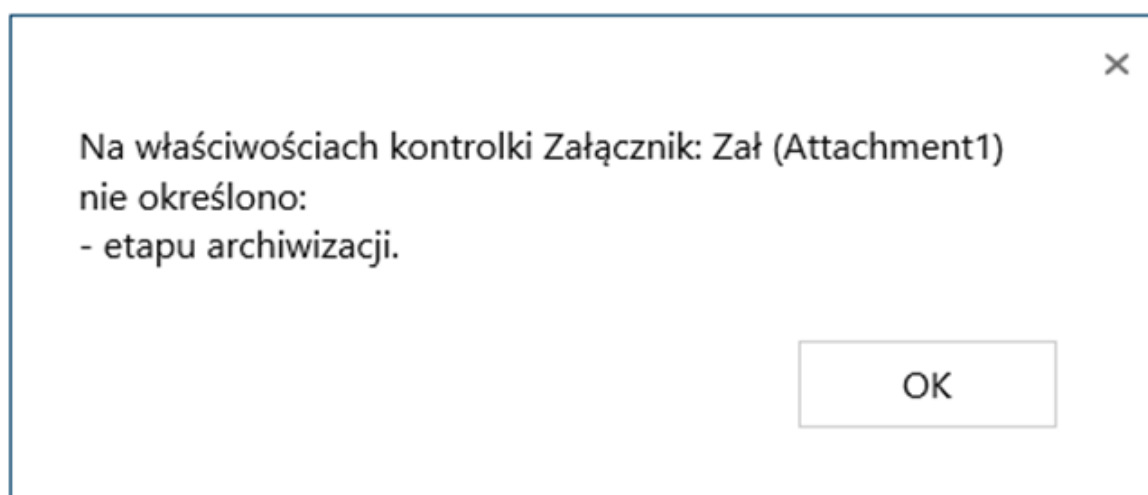 Na właściwościach kontrolki Załącznik: Zał (Attachment1)
nie określono:
- etapu archiwizacji.
OK